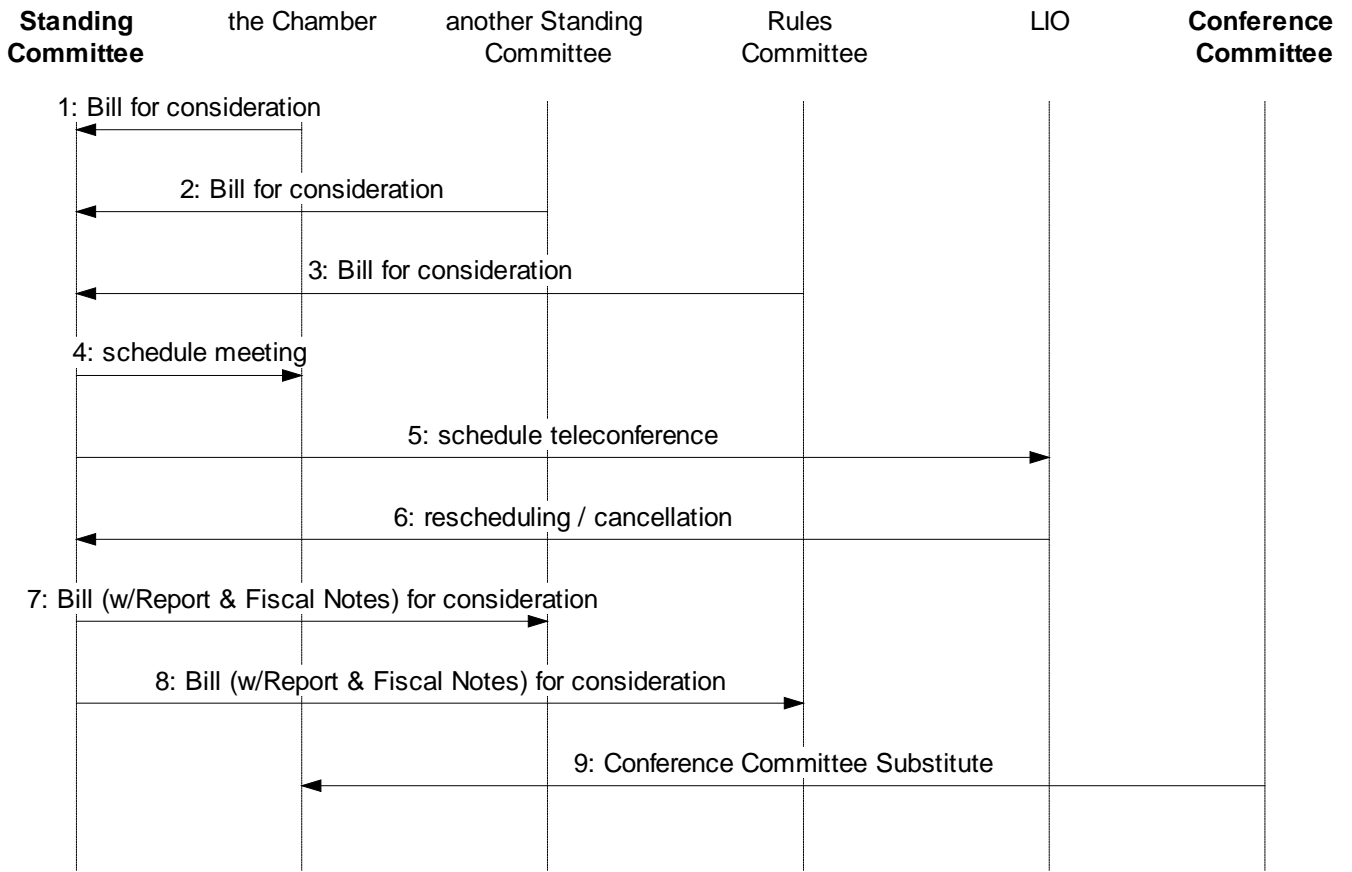 Standing the Chamber another Standing Rules LIO Conference
Committee Committee Committee Committee
1: Bill for consideration
2: Bill for consideration
3: Bill for consideration
4: schedule meeting
5: schedule teleconference
6: rescheduling / cancellation
7: Bill (w/Report & Fiscal Notes) for consideration
8: Bill (w/Report & Fiscal Notes) for consideration
9: Conference Committee Substitute